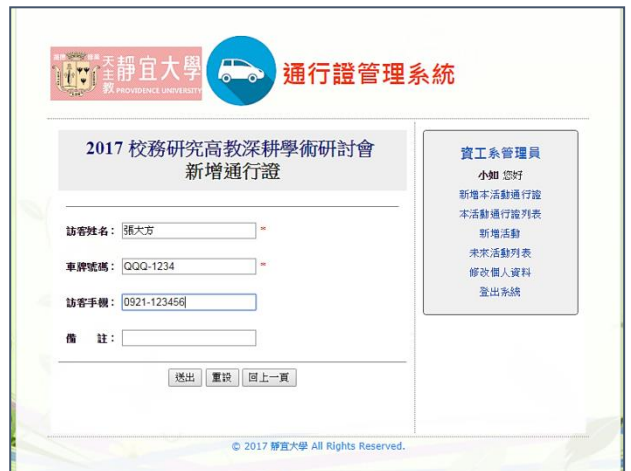 天主教 靜宜大學
PROVIDENCE UNIVERSITY
通行證管理系統
2017 校務研究高教深耕學術研討會
新增通行證
訪客姓名： 張大方 *
車牌號碼： QQQ-1234 *
訪客手機： 0921-123456
備 註：
送出 重設 回上一頁
資工系管理員
小如 您好
新增本活動通行證
本活動通行證列表
新增活動
未來活動列表
修改個人資料
登出系統
© 2017 靜宜大學 All Rights Reserved.